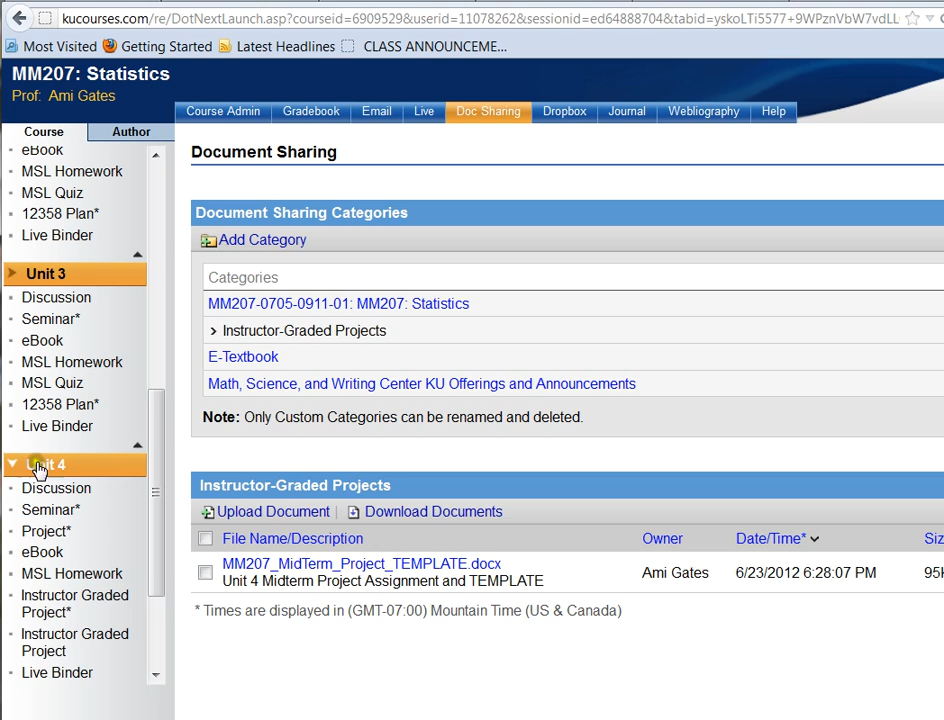 kucourses.com/re/DotNextLaunch.asp?courseid=6909529&userid=11078262&sessionid=ed64888704&tabid=yskoLTi5577+9WPznVbW7vdLL
Most Visited Getting Started Latest Headlines CLASS ANNOUNCEME...
MM207: Statistics
Prof: Ami Gates
Course Admin Gradebook Email Live Doc Sharing Dropbox Journal Webliography Help
Course Author
eBook
MSL Homework
MSL Quiz
12358 Plan*
Live Binder
Unit 3
Discussion
Seminar*
eBook
MSL Homework
MSL Quiz
12358 Plan*
Live Binder
Unit 4
Discussion
Seminar*
Project*
eBook
MSL Homework
Instructor Graded
Project*
Instructor Graded
Project
Live Binder
Document Sharing
Document Sharing Categories
Add Category
Categories
MM207-0705-0911-01: MM207: Statistics
> Instructor-Graded Projects
E-Textbook
Math, Science, and Writing Center KU Offerings and Announcements
Note: Only Custom Categories can be renamed and deleted.
Instructor-Graded Projects
Upload Document | Download Documents
File Name/Description Owner Date/Time* Siz
MM207_MidTerm_Project_TEMPLATE.docx
Unit 4 Midterm Project Assignment and TEMPLATE Ami Gates 6/23/2012 6:28:07 PM 95K
* Times are displayed in (GMT-07:00) Mountain Time (US & Canada)